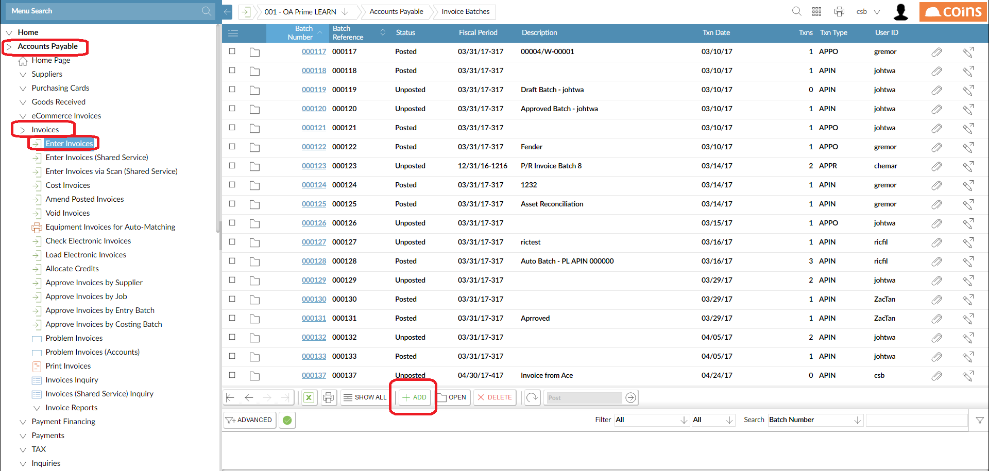 Menu Search
001 - OA Prime LEARN
Accounts Payable
Invoice Batches
csb
coins
Home
Accounts Payable
Home Page
Suppliers
Purchasing Cards
Goods Received
eCommerce Invoices
Invoices
Enter Invoices
Enter Invoices (Shared Service)
Enter Invoices via Scan (Shared Service)
Cost Invoices
Amend Posted Invoices
Void Invoices
Equipment Invoices for Auto-Matching
Check Electronic Invoices
Load Electronic Invoices
Allocate Credits
Approve Invoices by Supplier
Approve Invoices by Job
Approve Invoices by Entry Batch
Approve Invoices by Costing Batch
Problem Invoices
Problem Invoices (Accounts)
Print Invoices
Invoices Inquiry
Invoices (Shared Service) Inquiry
Invoice Reports
Payment Financing
Payments
TAX
Inquiries
Batch Number Batch Reference Status Fiscal Period Description Txn Date Txns Txn Type User ID
000117 000117 Posted 03/31/17-317 00004/W-00001 03/10/17 1 APPO gremor
000118 000118 Posted 03/31/17-317 03/10/17 1 APIN johtwa
000119 000119 Unposted 03/31/17-317 Draft Batch - johtwa 03/10/17 0 APIN johtwa
000120 000120 Unposted 03/31/17-317 Approved Batch - johtwa 03/10/17 2 APIN johtwa
000121 000121 Posted 03/31/17-317 03/10/17 1 APPO johtwa
000122 000122 Posted 03/31/17-317 Fender 03/10/17 1 APPO gremor
000123 000123 Unposted 12/31/16-1216 P/R Invoice Batch 8 03/14/17 2 APPR chemar
000124 000124 Posted 03/31/17-317 1232 03/14/17 1 APIN gremor
000125 000125 Posted 03/31/17-317 Asset Reconciliation 03/14/17 1 APIN gremor
000126 000126 Unposted 03/31/17-317 03/15/17 1 APPO johtwa
000127 000127 Unposted 03/31/17-317 rictest 03/16/17 1 APIN ricfil
000128 000128 Posted 03/31/17-317 Auto Batch - PL APIN 000000 03/16/17 3 APIN ricfil
000129 000129 Unposted 03/31/17-317 03/29/17 2 APIN johtwa
000130 000130 Posted 03/31/17-317 03/29/17 1 APIN ZacTan
000131 000131 Posted 03/31/17-317 Aprroved 03/29/17 1 APIN ZacTan
000132 000132 Unposted 03/31/17-317 04/05/17 2 APIN johtwa
000133 000133 Posted 03/31/17-317 04/05/17 1 APIN johtwa
000137 000137 Unposted 04/30/17-417 Invoice from Ace 04/24/17 0 APIN csb
SHOW ALL
ADD
OPEN
DELETE
Post
ADVANCED
Filter All All Search Batch Number